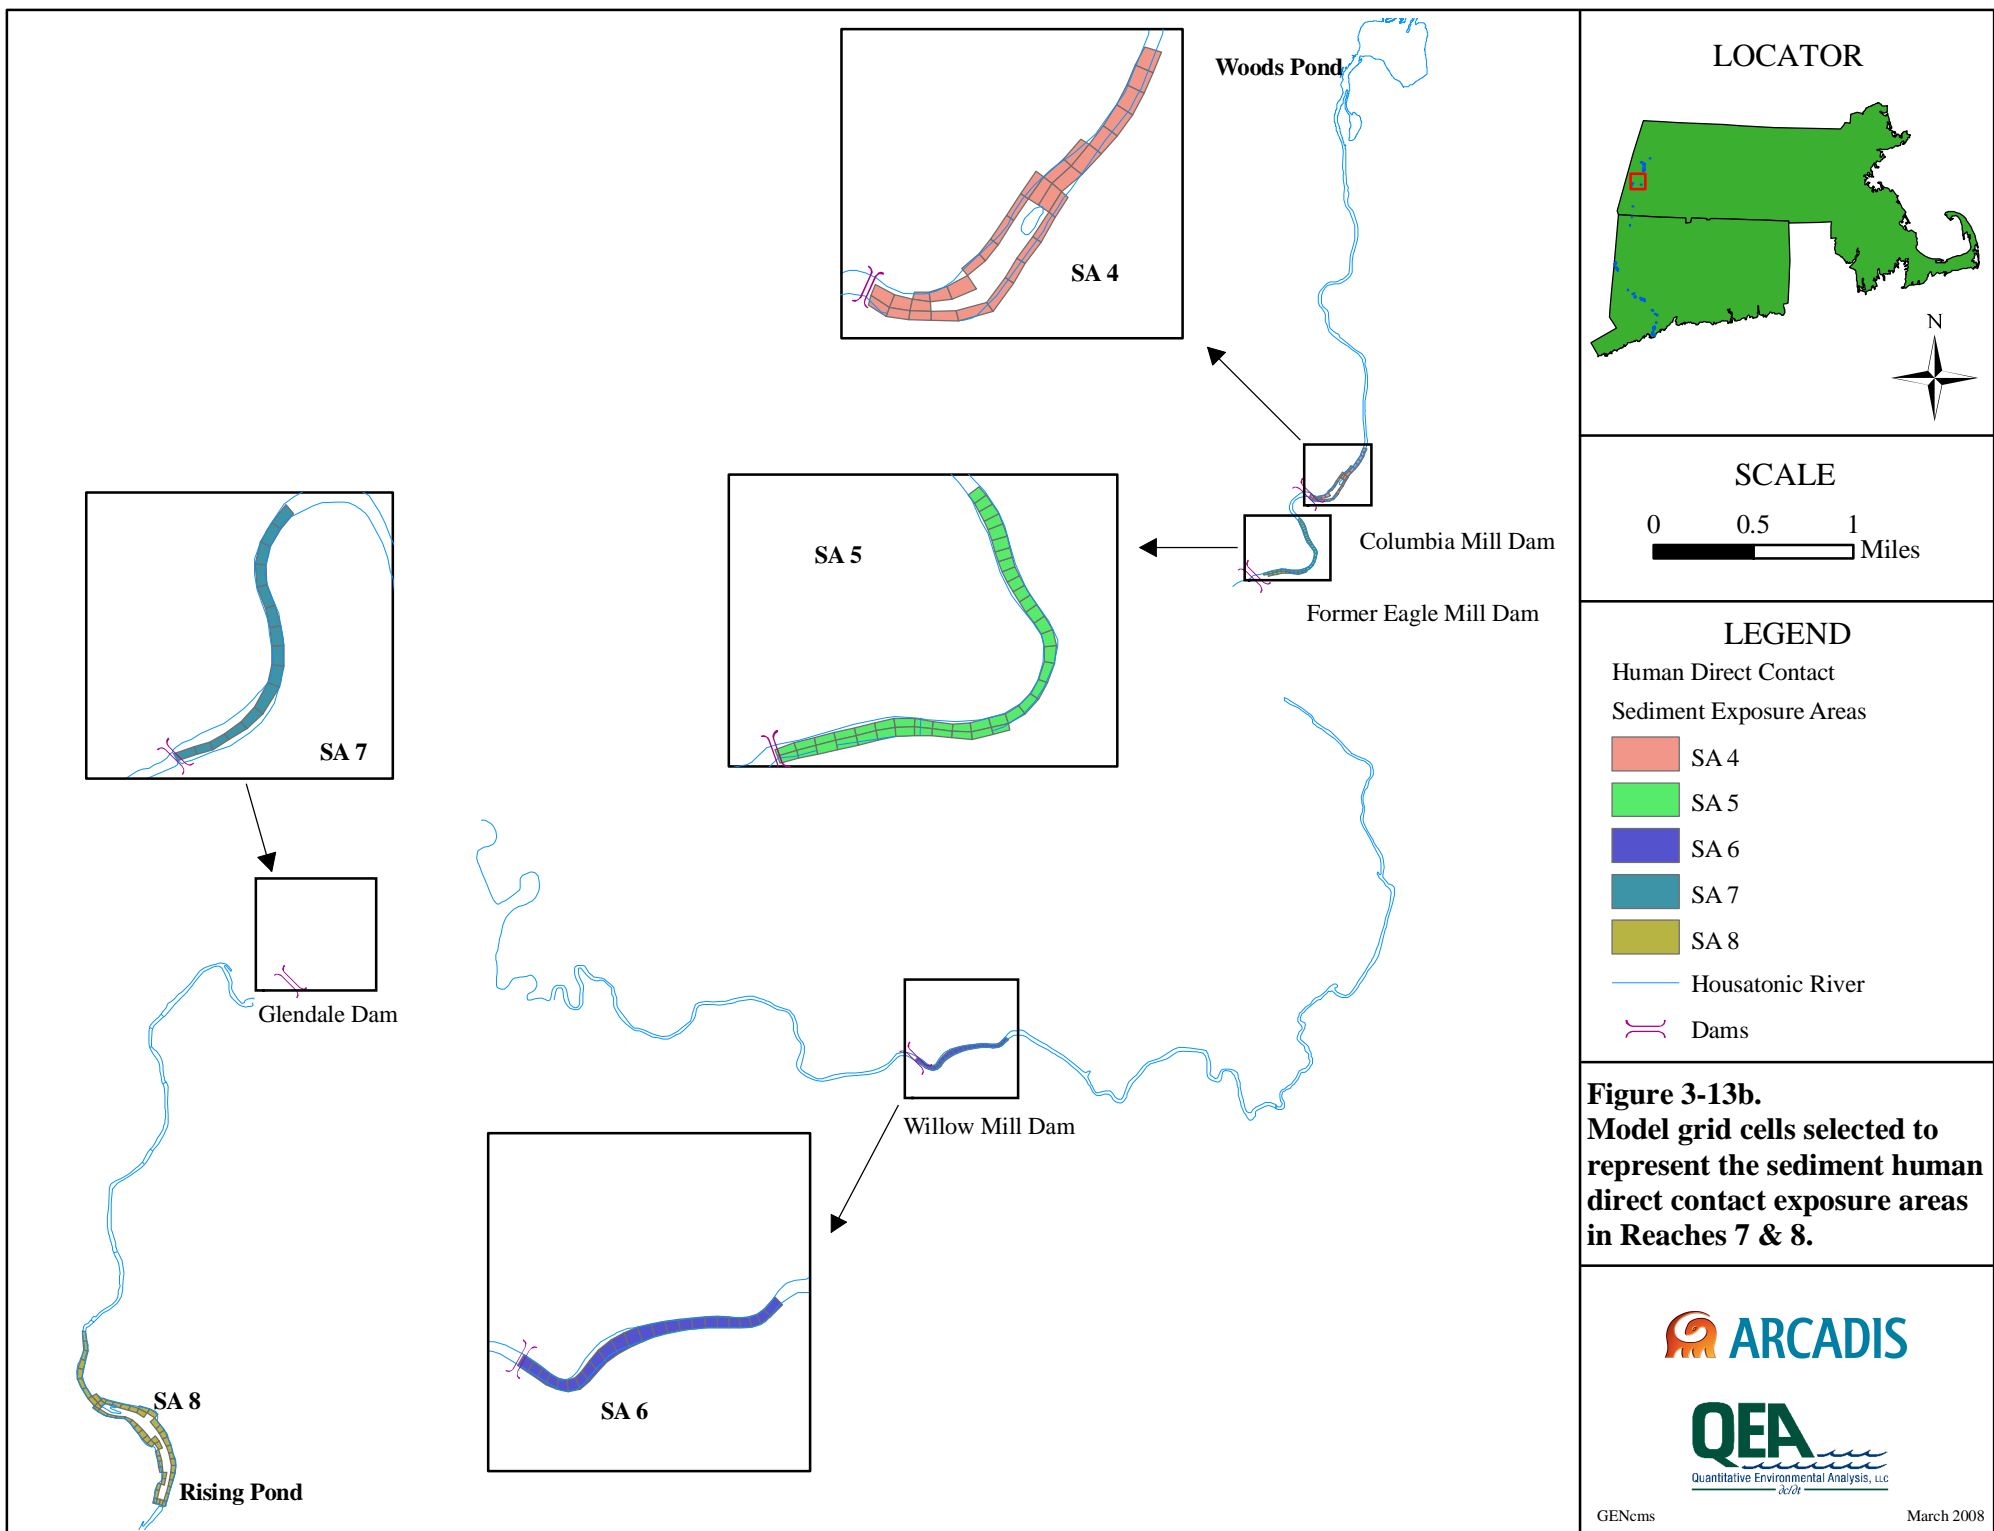 Woods Pond
SA 4
Columbia Mill Dam
SA 5
Former Eagle Mill Dam
SA 7
Glendale Dam
Willow Mill Dam
SA 6
SA 8
Rising Pond
LOCATOR
N
SCALE
0 0.5 1
Miles
LEGEND
Human Direct Contact
Sediment Exposure Areas
SA 4
SA 5
SA 6
SA 7
SA 8
Housatonic River
Dams
Figure 3-13b.
Model grid cells selected to
represent the sediment human
direct contact exposure areas
in Reaches 7 & 8.
ARCADIS
QEA
Quantitative Environmental Analysis, LLC
∂c/∂t
GENcms March 2008